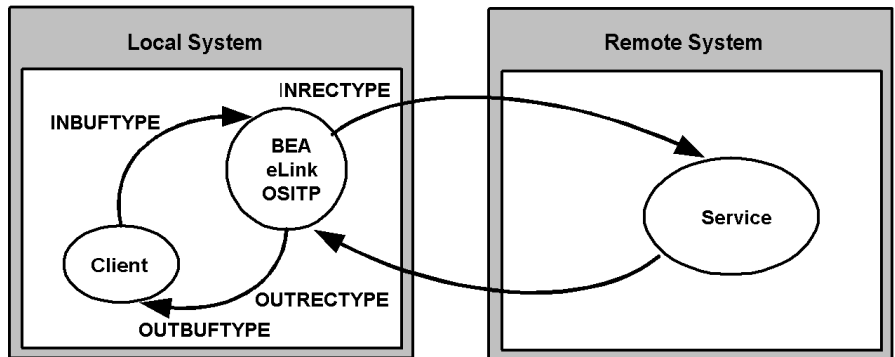 Local System
Remote System
INRECTYPE
INBUFTYPE
BEA
eLink
OSITP
Service
Client
OUTRECTYPE
OUTBUFTYPE